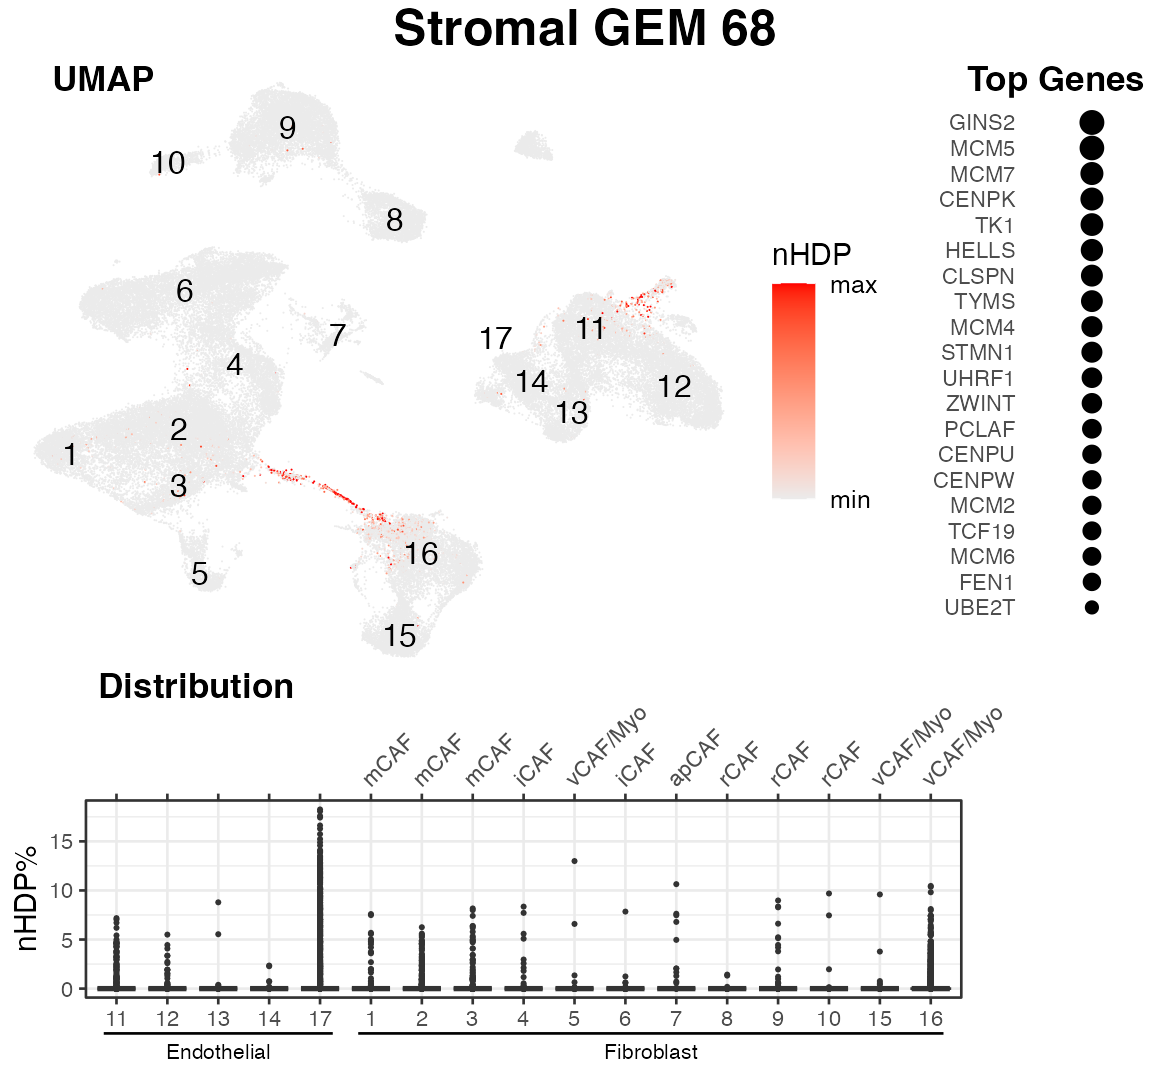 Stromal GEM 68
UMAP
9
10
8
6
7
4
2
1
3
5
16
15
11
17
14
12
13
nHDP
max
min
Top Genes
GINS2
MCM5
MCM7
CENPK
TK1
HELLS
CLSPN
TYMS
MCM4
STMN1
UHRF1
ZWINT
PCLAF
CENPU
CENPW
MCM2
TCF19
MCM6
FEN1
UBE2T
Distribution
mCAF
mCAF
mCAF
iCAF
vCAF/Myo
iCAF
apCAF
rCAF
rCAF
rCAF
vCAF/Myo
vCAF/Myo
nHDP%
15
10
5
0
11 12 13 14 17 1 2 3 4 5 6 7 8 9 10 15 16
Endothelial Fibroblast